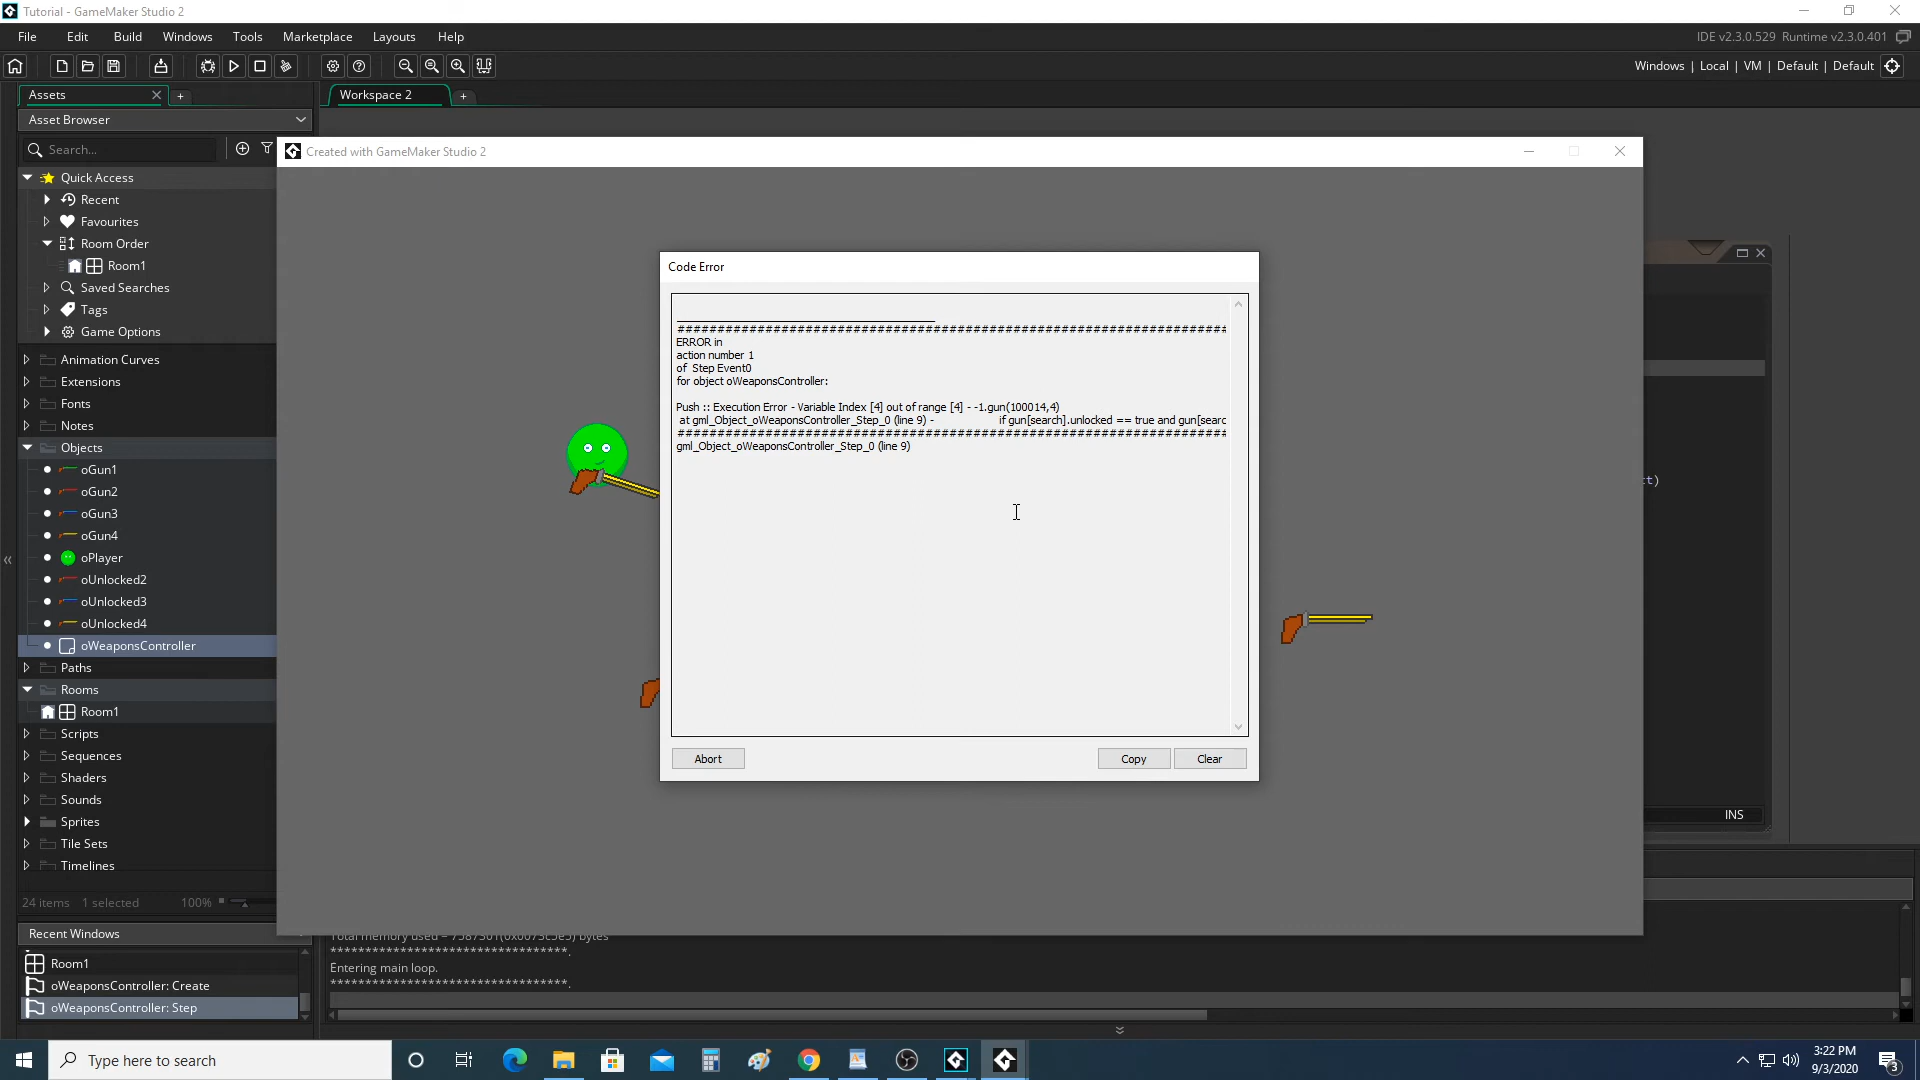 Tutorial - GameMaker Studio 2
File Edit Build Windows Tools Marketplace Layouts Help
IDE v2.3.0.529 Runtime v2.3.0.401
Windows | Local | VM | Default | Default
Assets
Workspace 2
Asset Browser
Search...
Created with GameMaker Studio 2
Quick Access
Recent
Favourites
Room Order
Room1
Saved Searches
Tags
Game Options
Animation Curves
Extensions
Fonts
Notes
Objects
oGun1
oGun2
oGun3
oGun4
oPlayer
oUnlocked2
oUnlocked3
oUnlocked4
oWeaponsController
Paths
Rooms
Room1
Scripts
Sequences
Shaders
Sounds
Sprites
Tile Sets
Timelines
24 items 1 selected 100%
Recent Windows
Room1
oWeaponsController: Create
oWeaponsController: Step
Code Error
ERROR in
action number 1
of Step Event0
for object oWeaponsController:
Push :: Execution Error - Variable Index [4] out of range [4] - -1.gun(100014,4)
at gml_Object_oWeaponsController_Step_0 (line 9) - if gun[search].unlocked == true and gun[searc
gml_Object_oWeaponsController_Step_0 (line 9)
Abort Copy Clear
ct)
INS
Entering main loop.
***********************************.
Type here to search
3:22 PM
9/3/2020
3